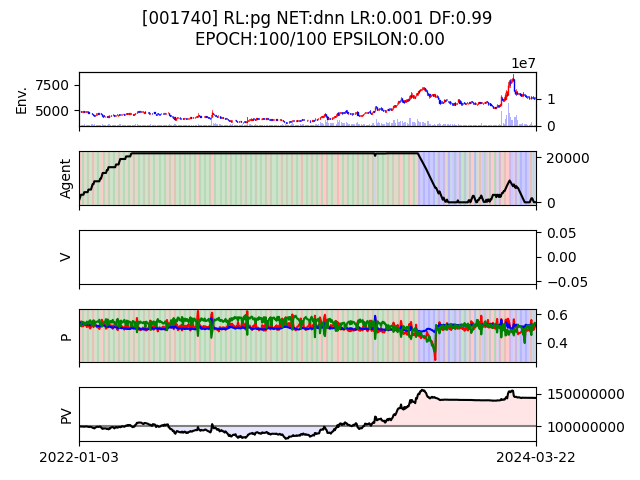 [001740] RL:pg NET:dnn LR:0.001 DF:0.99
EPOCH:100/100 EPSILON:0.00
1e7
Env.
7500
5000
1
0
Agent
20000
0
V
0.05
0.00
−0.05
P
0.6
0.4
PV
150000000
100000000
2022-01-03
2024-03-22